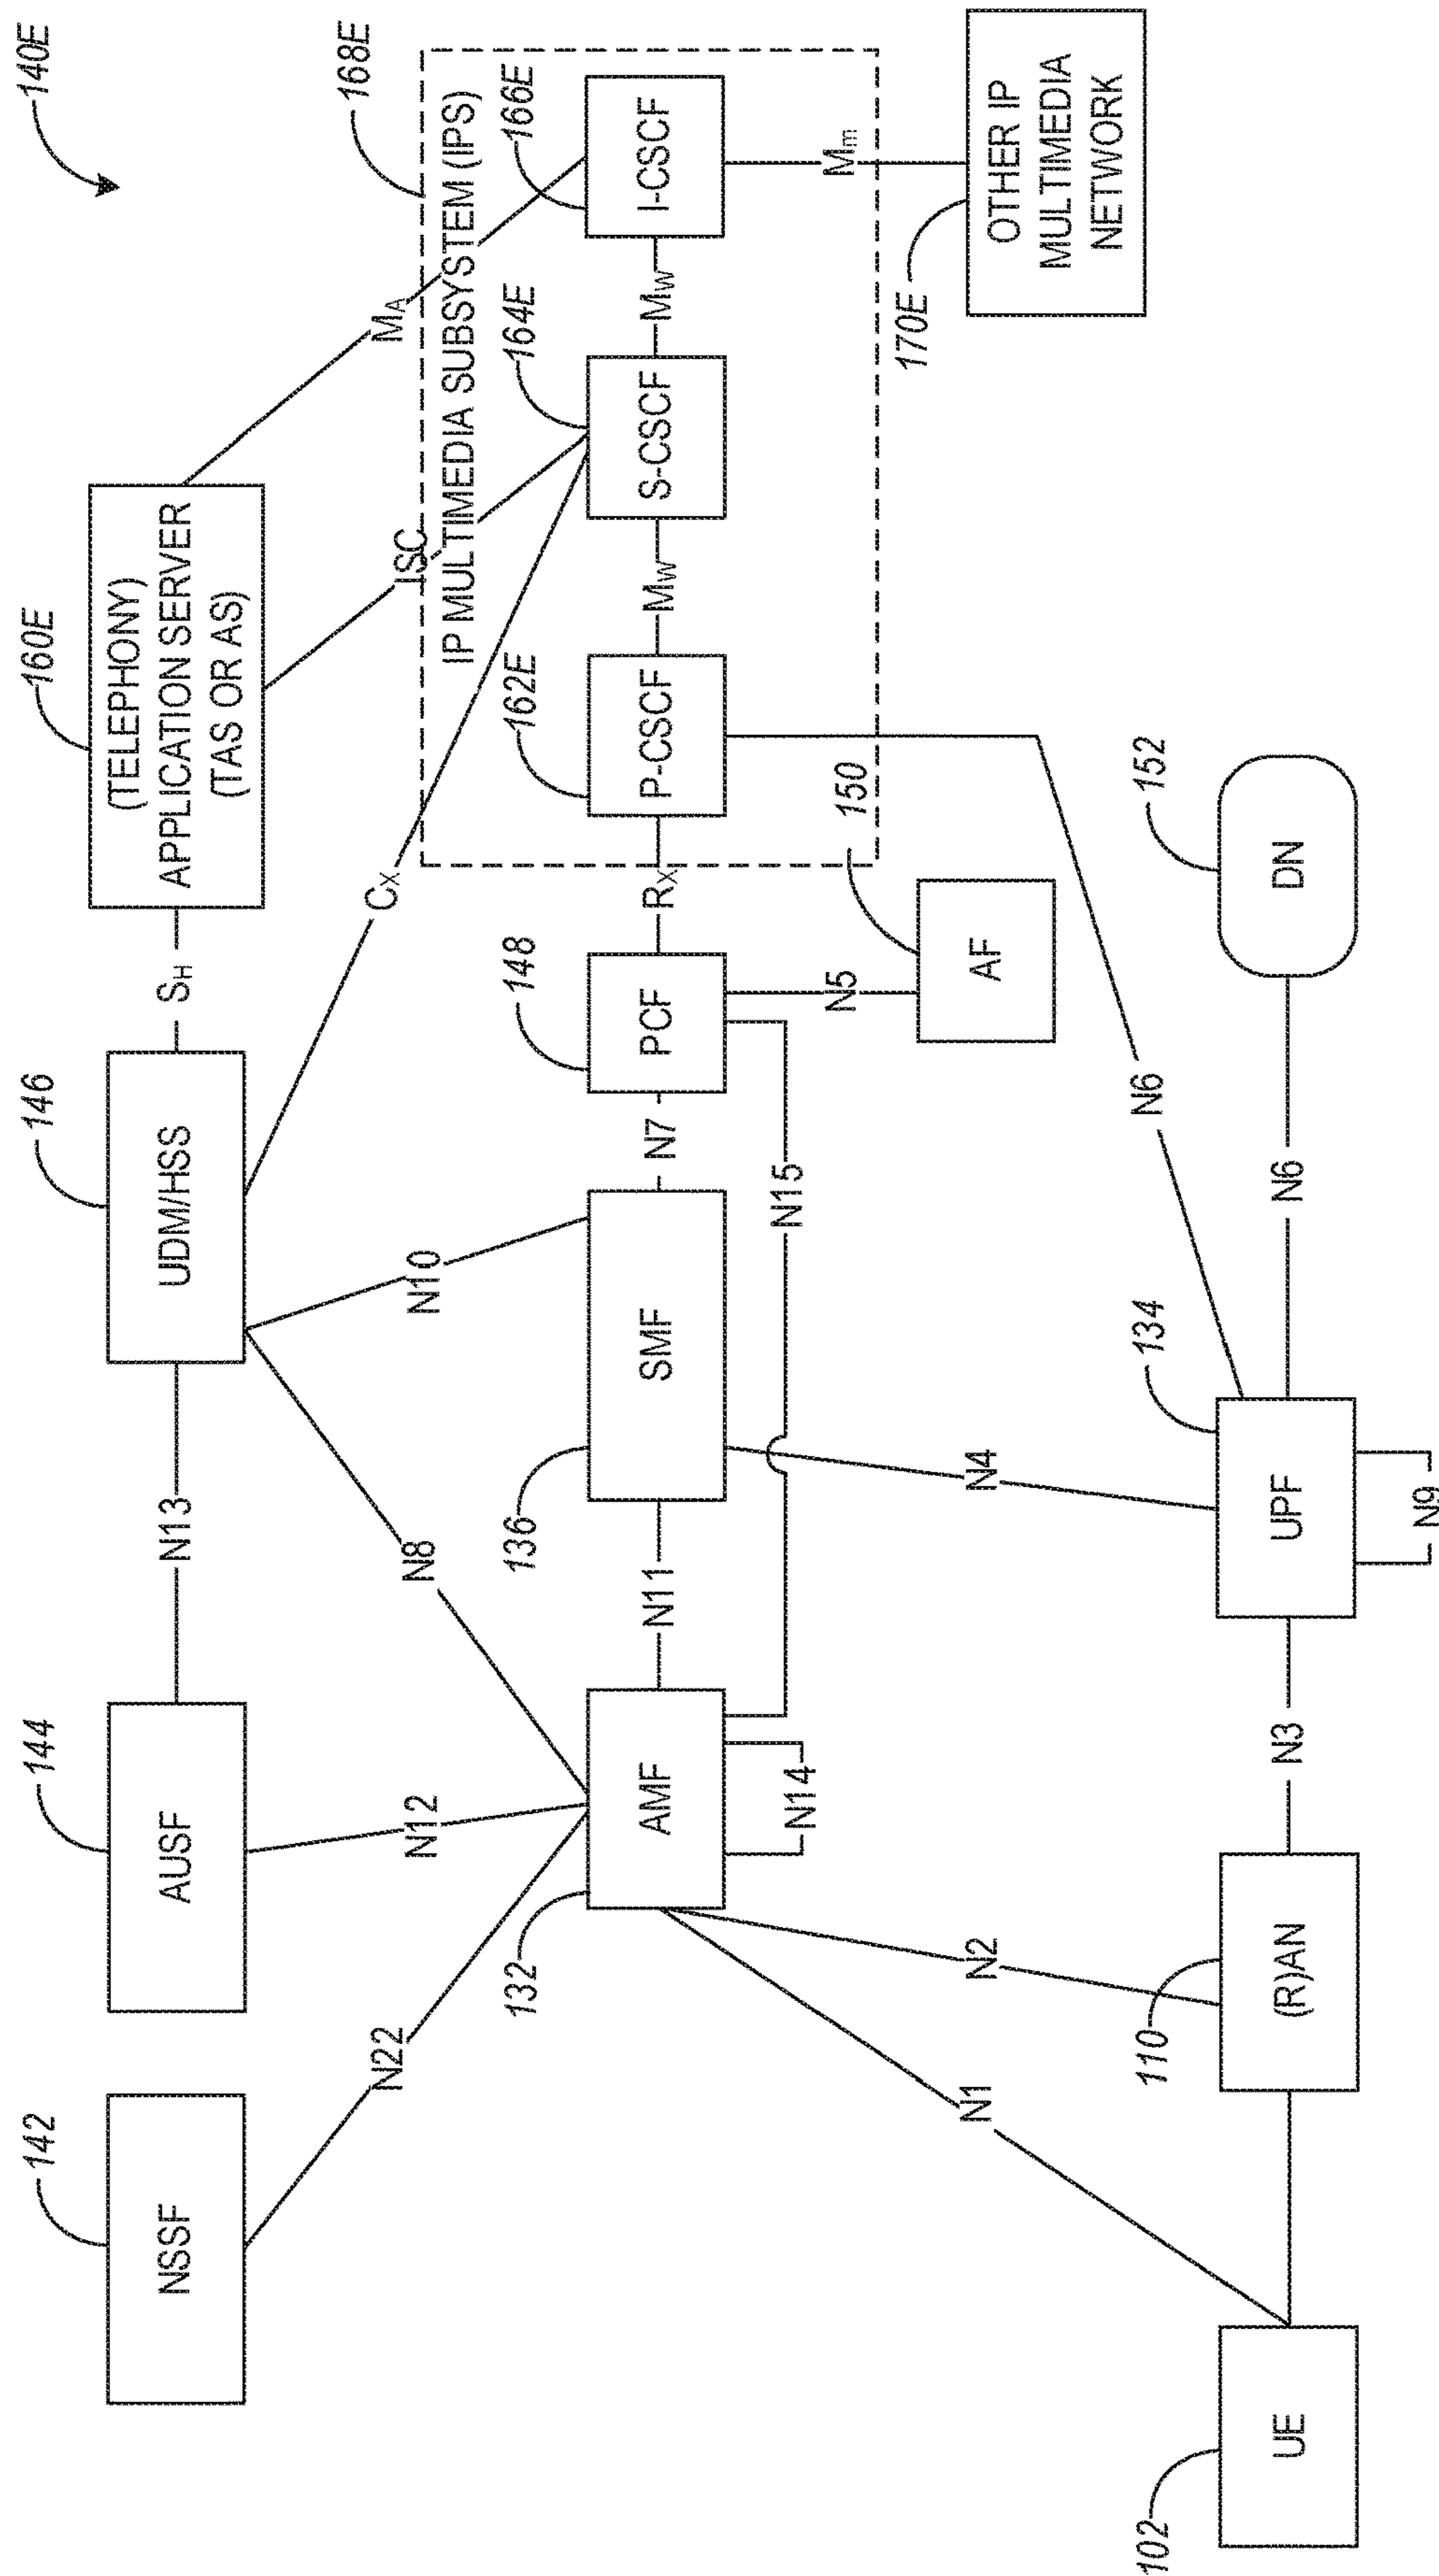 140E
142
144
146
160E
NSSF
AUSF
N13
UDM/HSS
SH
(TELEPHONY)
APPLICATION SERVER
(TAS OR AS)
N22
N12
N8
N10
CX
ISC
MA
168E
IP MULTIMEDIA SUBSYSTEM (IPS)
132
136
148
162E
164E
166E
AMF
N11
SMF
N7
PCF
RX
P-CSCF
MW
S-CSCF
MW
I-CSCF
N14
N15
N5
150
AF
Mm
170E
OTHER IP
MULTIMEDIA
NETWORK
N1
N2
N4
N6
102
110
134
152
UE
(R)AN
N3
UPF
N6
DN
N9